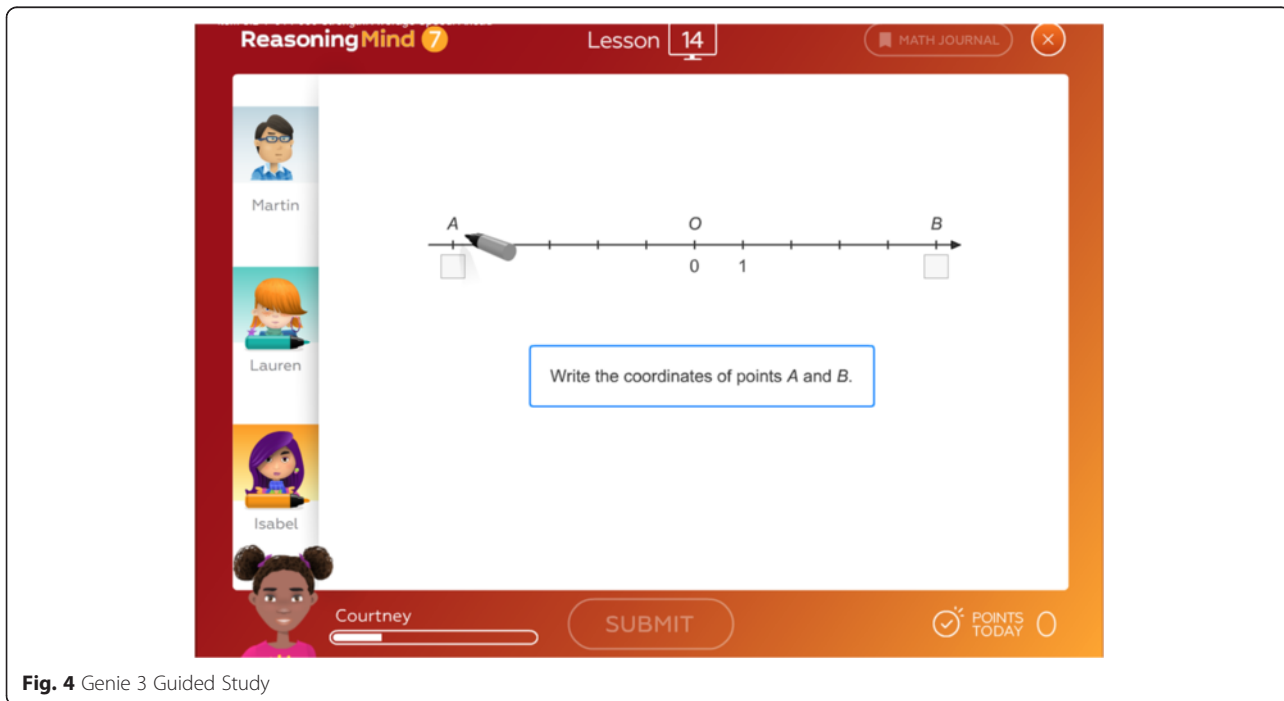 ReasoningMind 7
Lesson 14
MATH JOURNAL
Martin
A
O
B
0
1
Lauren
Write the coordinates of points A and B.
Isabel
Courtney
SUBMIT
POINTS
TODAY
0
Fig. 4 Genie 3 Guided Study